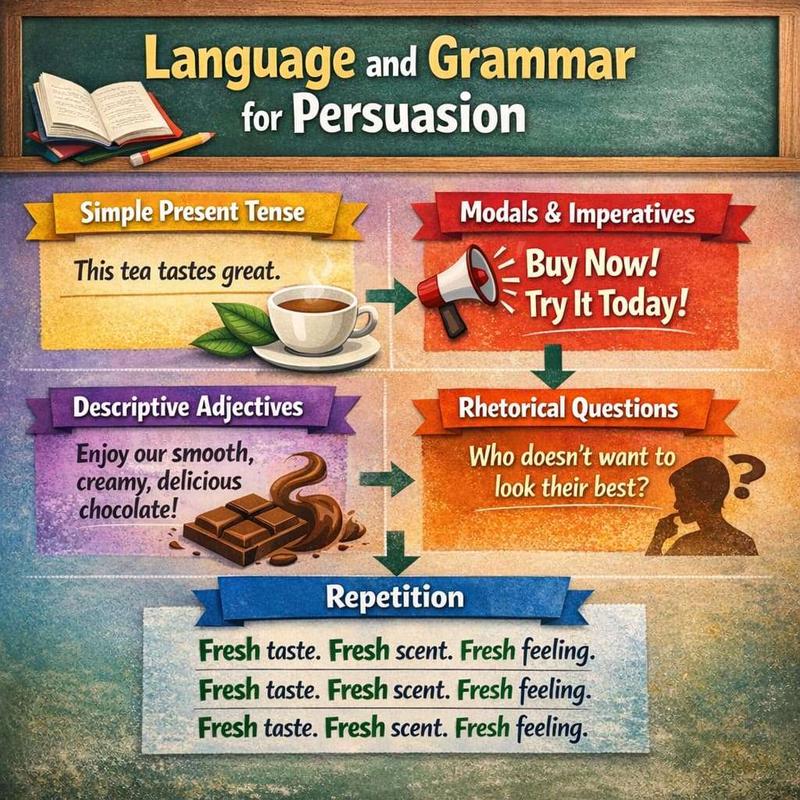 Language and Grammar
for Persuasion
Simple Present Tense
This tea tastes great.
Modals & Imperatives
Buy Now!
Try It Today!
Descriptive Adjectives
Enjoy our smooth,
creamy, delicious
chocolate!
Rhetorical Questions
Who doesn't want to
look their best?
?
Repetition
Fresh taste. Fresh scent. Fresh feeling.
Fresh taste. Fresh scent. Fresh feeling.
Fresh taste. Fresh scent. Fresh feeling.